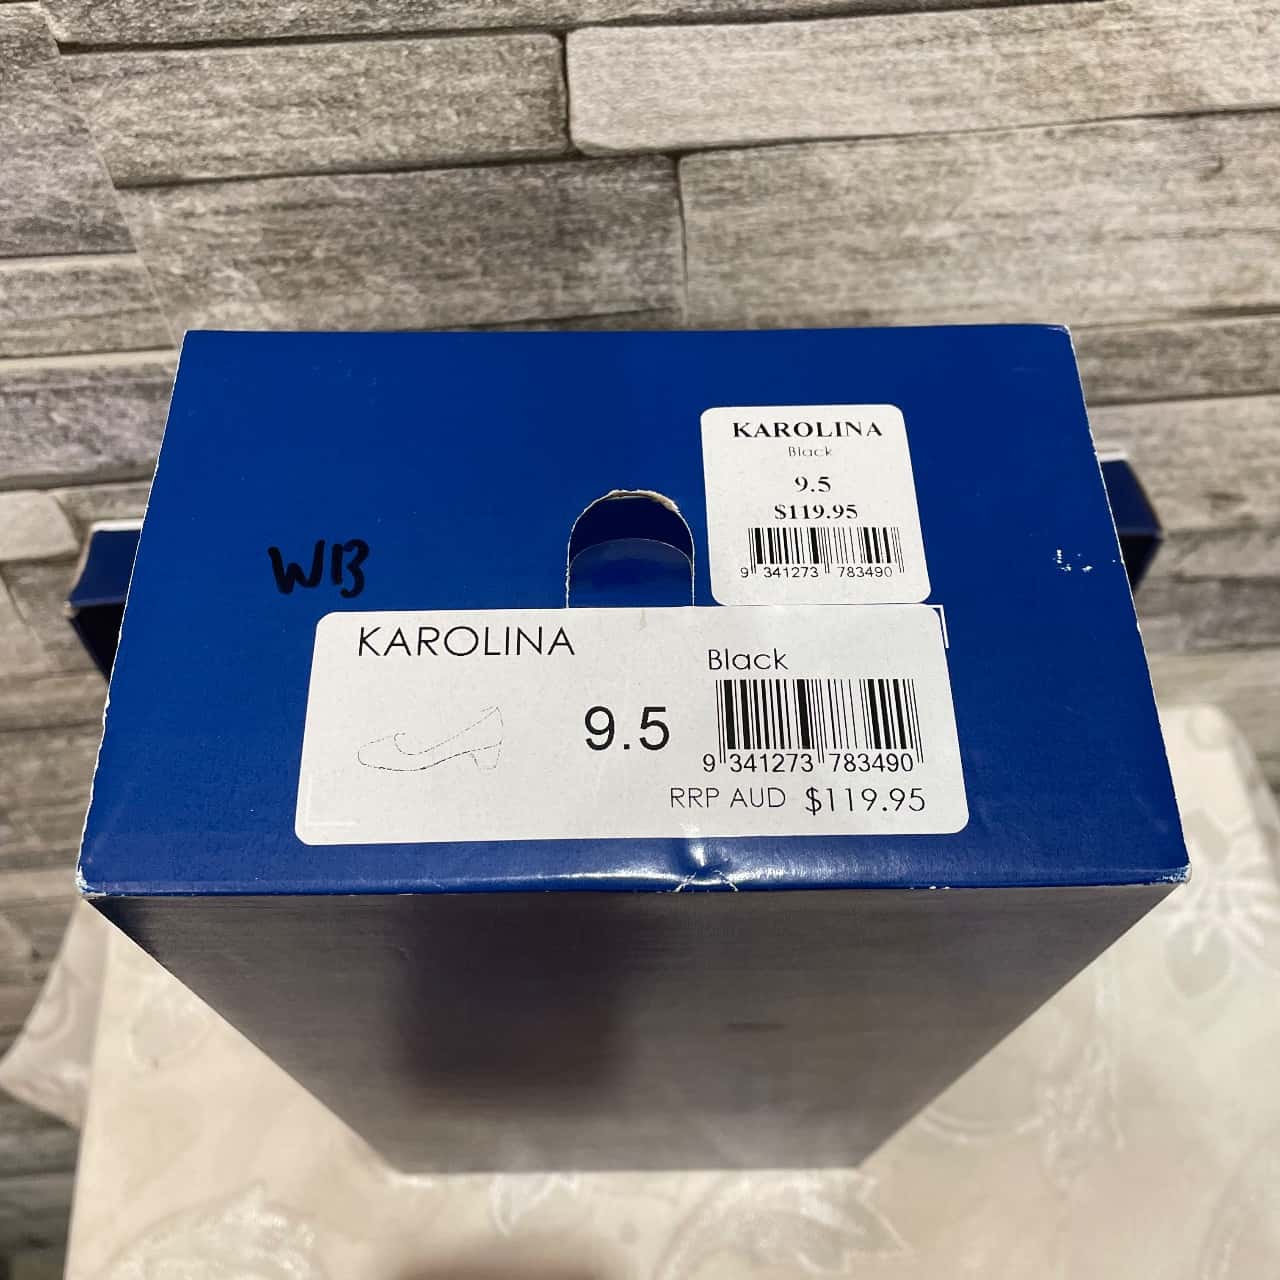 KAROLINA
Black
9.5
$119.95
9 341273 783490
WB
KAROLINA
Black
9.5
9 341273 783490
RRP AUD $119.95